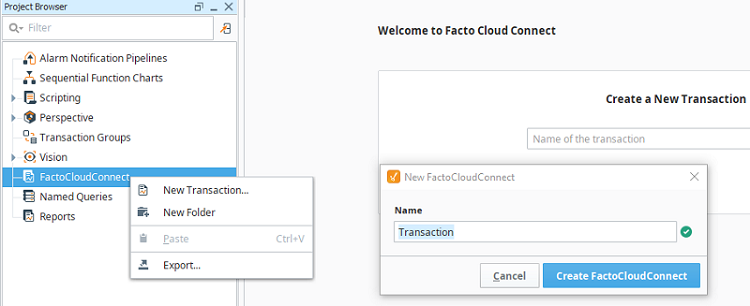 Project Browser
Filter
Alarm Notification Pipelines
Sequential Function Charts
Scripting
Perspective
Transaction Groups
Vision
FactoCloudConnect
Named Queries
Reports
New Transaction...
New Folder
Paste Ctrl+V
Export...
Welcome to Facto Cloud Connect
Create a New Transaction
Name of the transaction
New FactoCloudConnect
Name
Transaction
Cancel Create FactoCloudConnect